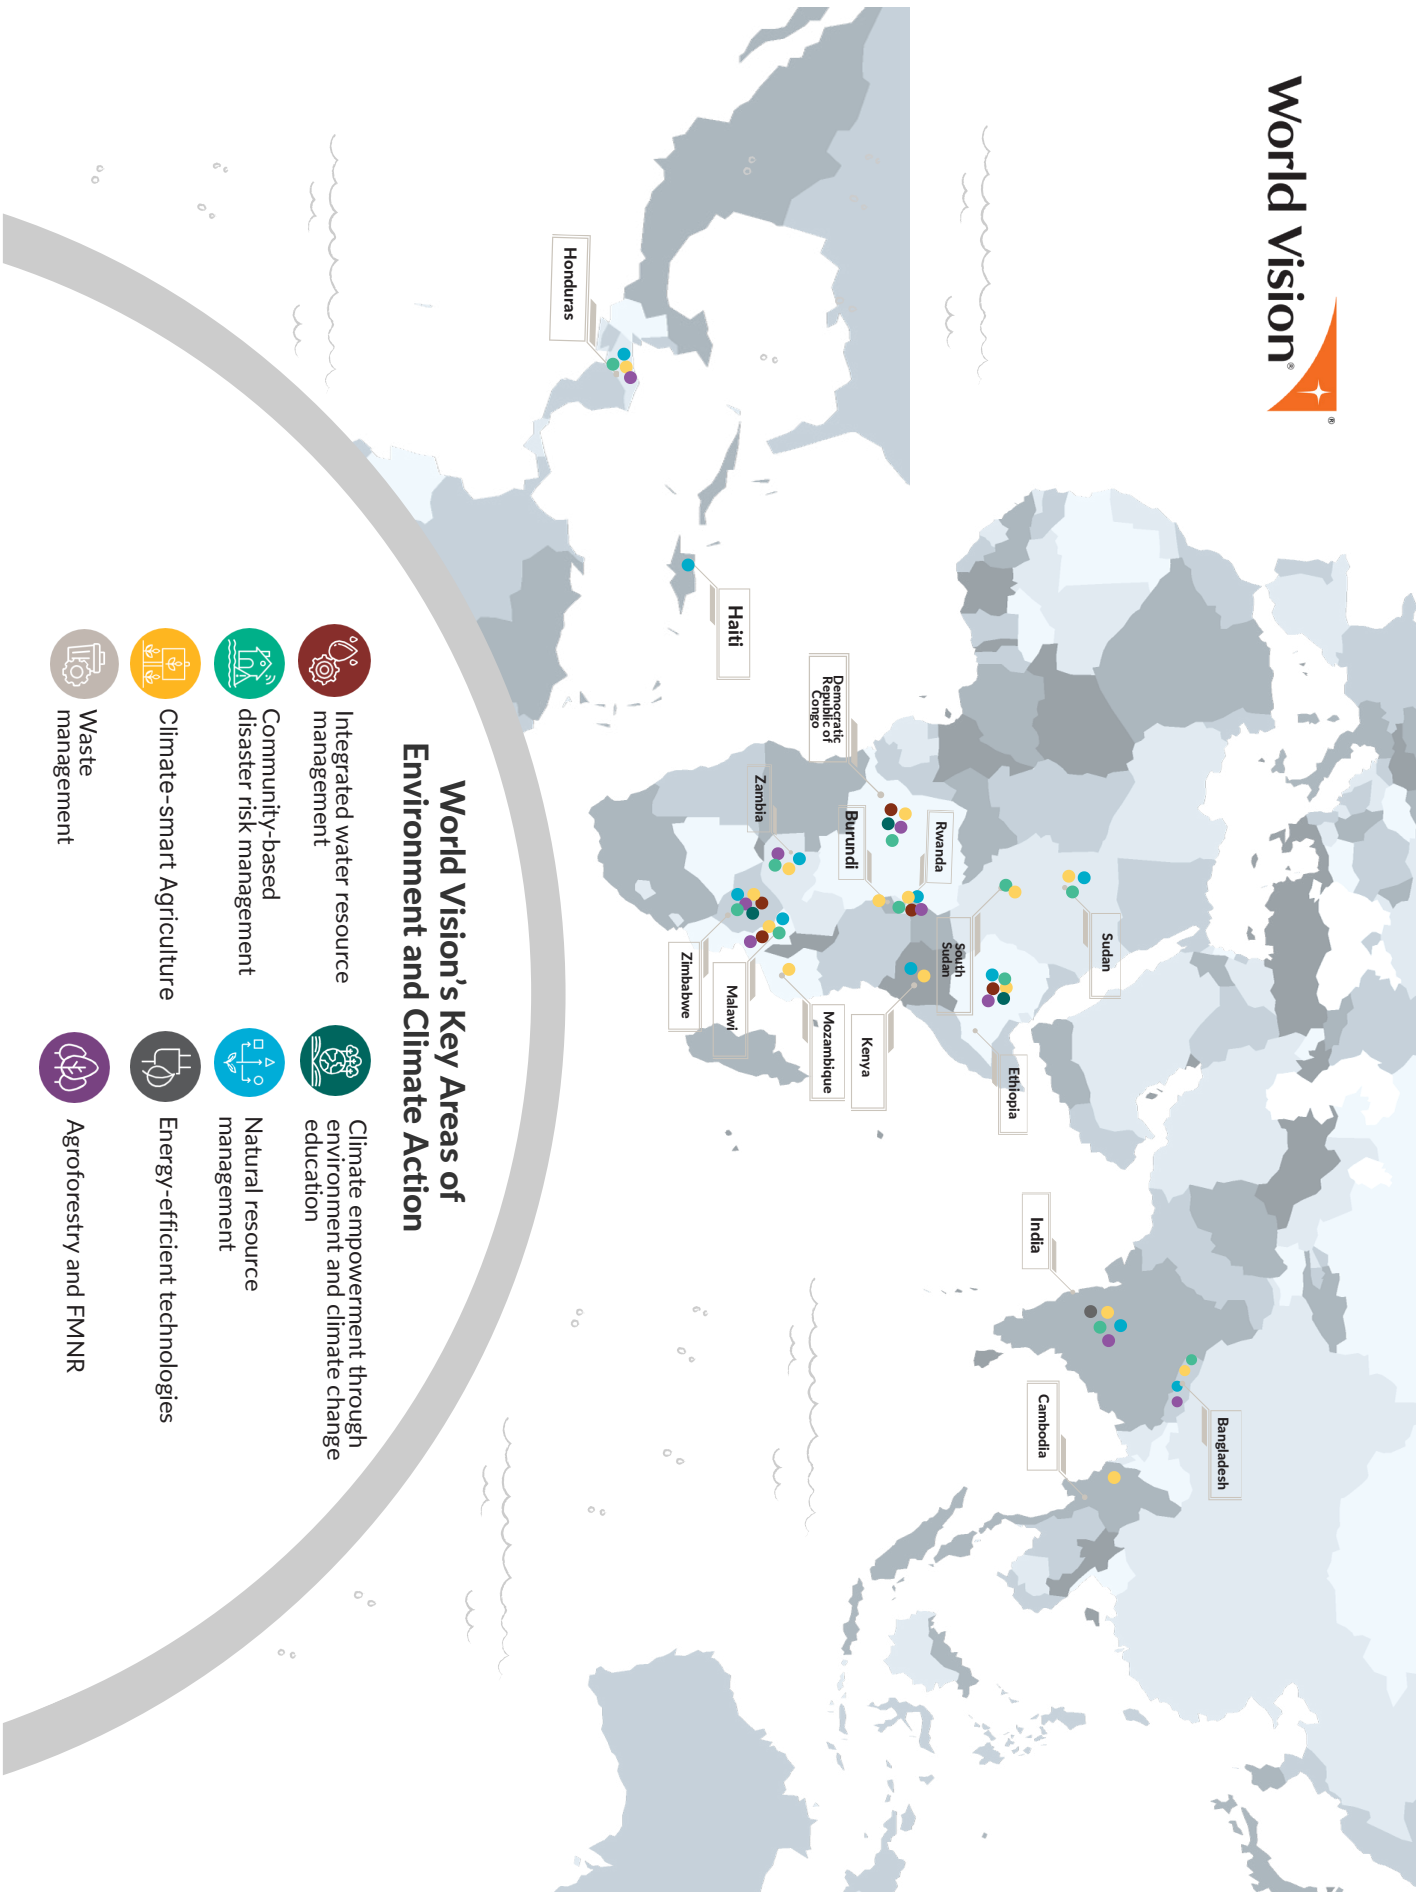 World Vision®
®
Honduras
Haiti
Democratic
Republic of
Congo
Zambia
Burundi
Rwanda
Sudan
South
Sudan
Zimbabwe
Malawi
Mozambique
Kenya
Ethiopia
India
Cambodia
Bangladesh
World Vision's Key Areas of
Environment and Climate Action
Integrated water resource
management
Climate empowerment through
environment and climate change
education
Community-based
disaster risk management
Natural resource
management
Climate-smart Agriculture
Energy-efficient technologies
Waste
management
Agroforestry and FMNR